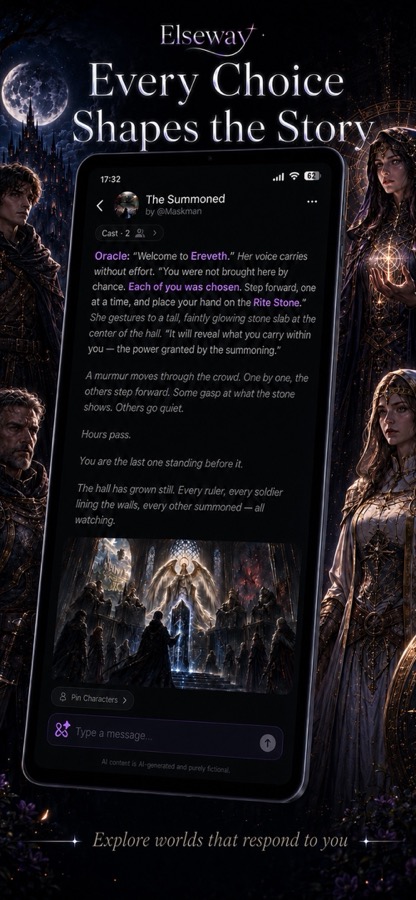 Elseway
Every Choice
Shapes the Story
17:32
62
The Summoned
by @Maskman
Cast · 2
Oracle: “Welcome to Ereveth.” Her voice carries
without effort. “You were not brought here by
chance. Each of you was chosen. Step forward, one
at a time, and place your hand on the Rite Stone.”
She gestures to a tall, faintly glowing stone slab at the
center of the hall. “It will reveal what you carry within
you — the power granted by the summoning.”
A murmur moves through the crowd. One by one, the
others step forward. Some gasp at what the stone
shows. Others go quiet.
Hours pass.
You are the last one standing before it.
The hall has grown still. Every ruler, every soldier
lining the walls, every other summoned — all
watching.
Pin Characters
Type a message...
AI content is AI-generated and purely fictional.
Explore worlds that respond to you